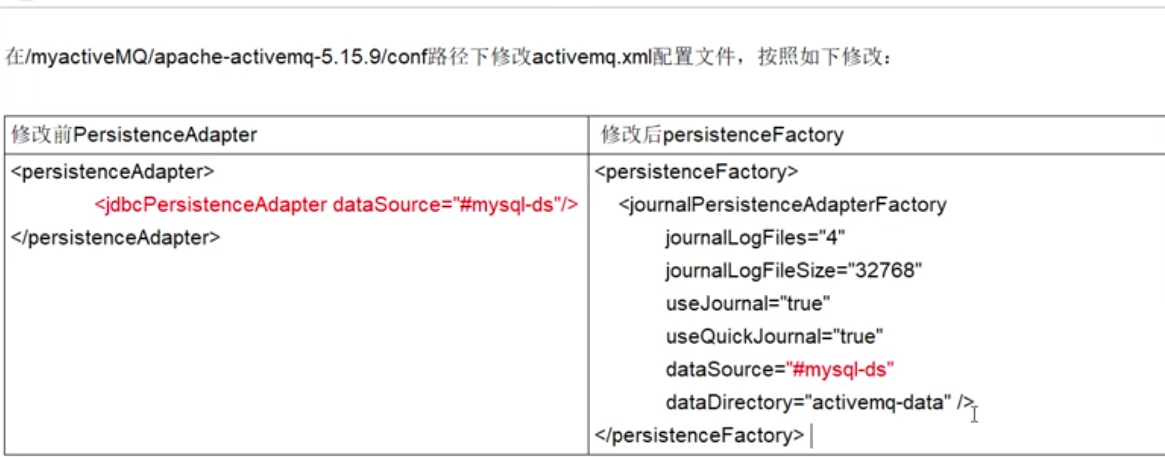 在/myactiveMQ/apache-activemq-5.15.9/conf路径下修改activemq.xml配置文件，按照如下修改：
修改前PersistenceAdapter
<persistenceAdapter>
<jdbcPersistenceAdapter dataSource="#mysql-ds"/>
</persistenceAdapter>
修改后persistenceFactory
<persistenceFactory>
<journalPersistenceAdapterFactory
journalLogFiles="4"
journalLogFileSize="32768"
useJournal="true"
useQuickJournal="true"
dataSource="#mysql-ds"
dataDirectory="activemq-data" />
</persistenceFactory>